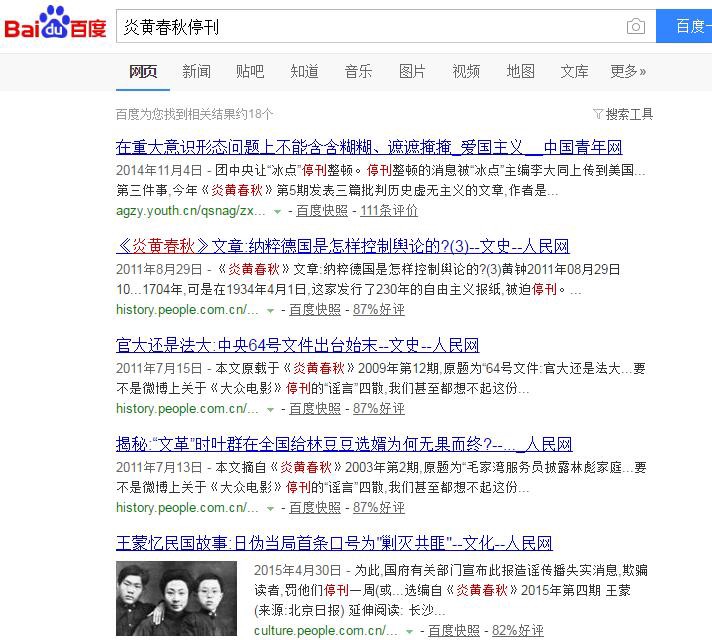 Bai du 百度 炎黄春秋停刊 百度一
网页 新闻 贴吧 知道 音乐 图片 视频 地图 文库 更多»
百度为您找到相关结果约18个 搜索工具
在重大意识形态问题上不能含含糊糊、遮遮掩掩_爱国主义__中国青年网
2014年11月4日 - 团中央让“冰点”停刊整顿。停刊整顿的消息被“冰点”主编李大同上传到美国...
第三件事,今年《炎黄春秋》第5期发表三篇批判历史虚无主义的文章,作者是...
agzy.youth.cn/qsnag/zx... - 百度快照 - 111条评价
《炎黄春秋》文章:纳粹德国是怎样控制舆论的?(3)--文史--人民网
2011年8月29日 - 《炎黄春秋》文章:纳粹德国是怎样控制舆论的?(3)黄钟2011年08月29日
10...1704年,可是在1934年4月1日,这家发行了230年的自由主义报纸,被迫停刊。...
history.people.com.cn/... - 百度快照 - 87%好评
官大还是法大:中央64号文件出台始末--文史--人民网
2011年7月15日 - 本文原载于《炎黄春秋》2009年第12期,原题为“64号文件:官大还是法大...要
不是微博上关于《大众电影》停刊的“谣言”四散,我们甚至都想不起这份...
history.people.com.cn/... - 百度快照 - 87%好评
揭秘:“文革”时叶群在全国给林豆豆选婿为何无果而终?--..._人民网
2011年7月13日 - 本文摘自《炎黄春秋》2003年第2期,原题为“毛家湾服务员披露林彪家庭...要
不是微博上关于《大众电影》停刊的“谣言”四散,我们甚至都想不起这份...
history.people.com.cn/... - 百度快照 - 87%好评
王蒙忆民国故事:日伪当局首条口号为"剿灭共匪"--文化--人民网
2015年4月30日 - 为此,国府有关部门宣布此报造谣传播失实消息,欺骗
读者,罚他们停刊一周(或...选编自《炎黄春秋》2015年第四期 王蒙
(来源:北京日报) 延伸阅读: 长沙...
culture.people.com.cn/... - 百度快照 - 82%好评